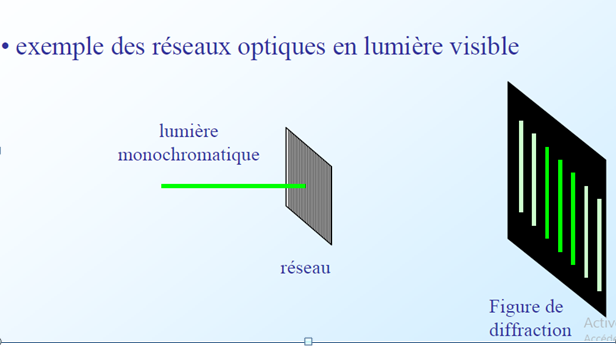 • exemple des réseaux optiques en lumière visible
lumière
monochromatique
réseau
Figure de
diffraction